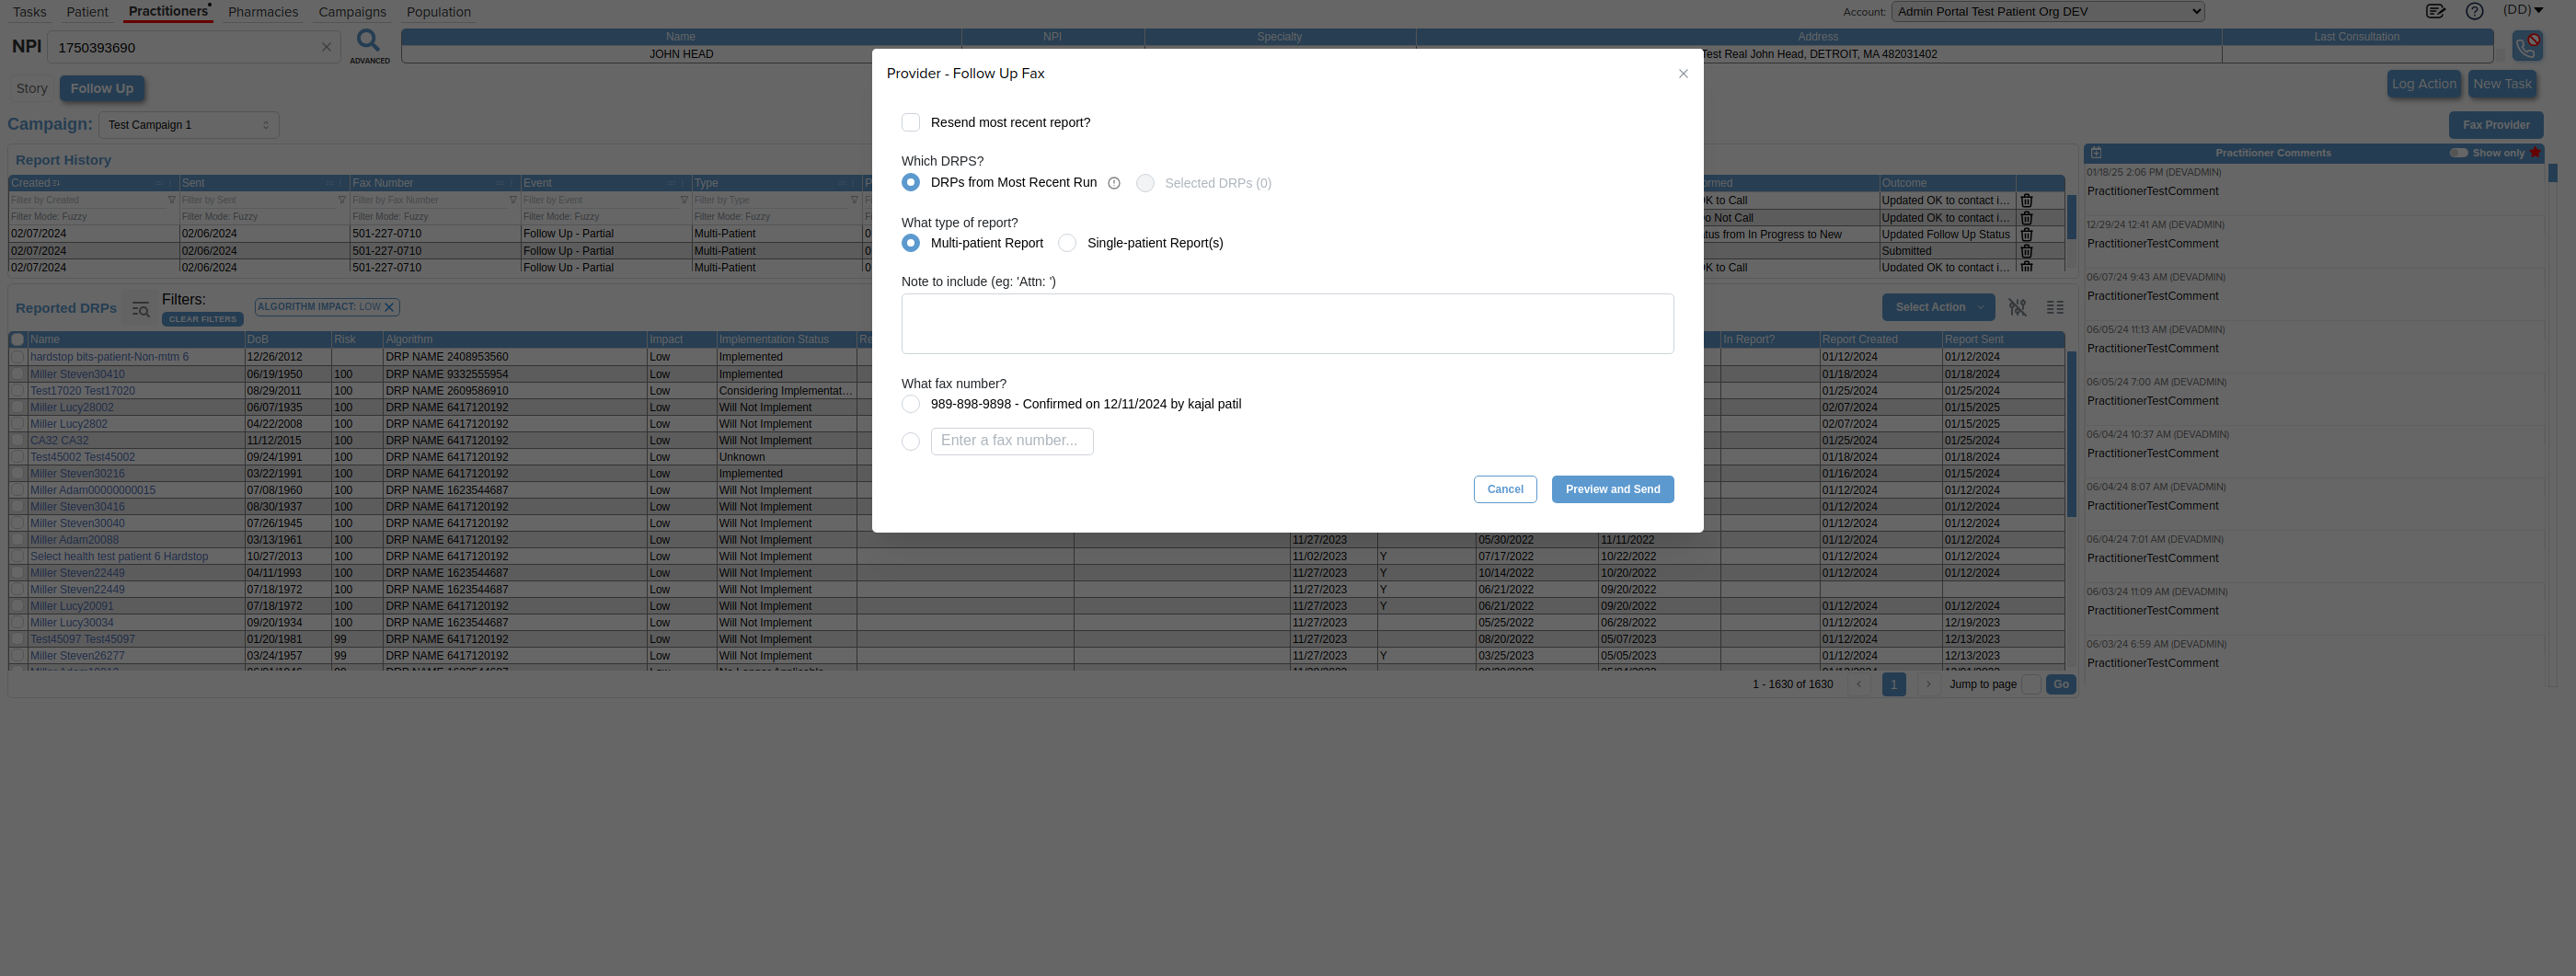 Tasks Patient Practitioners Pharmacies Campaigns Population Account: Admin Portal Test Patient Org DEV (DD)
NPI 1750393690 ADVANCED
Name NPI Specialty Address Last Consultation
JOHN HEAD Test Real John Head, DETROIT, MA 482031402
Story Follow Up Log Action New Task
Campaign: Test Campaign 1 Fax Provider
Provider - Follow Up Fax
Resend most recent report?
Which DRPS?
DRPs from Most Recent Run Selected DRPs (0)
What type of report?
Multi-patient Report Single-patient Report(s)
Note to include (eg: 'Attn: ')
What fax number?
989-898-9898 - Confirmed on 12/11/2024 by kajal patil
Enter a fax number...
Cancel Preview and Send
Report History
Created Sent Fax Number Event Type Outcome
Filter by Created Filter by Sent Filter by Fax Number Filter by Event Filter by Type
Filter Mode: Fuzzy Filter Mode: Fuzzy Filter Mode: Fuzzy Filter Mode: Fuzzy Filter Mode: Fuzzy
02/07/2024 02/06/2024 501-227-0710 Follow Up - Partial Multi-Patient
02/07/2024 02/06/2024 501-227-0710 Follow Up - Partial Multi-Patient
02/07/2024 02/06/2024 501-227-0710 Follow Up - Partial Multi-Patient
OK to Call Updated OK to contact i...
Do Not Call Updated OK to contact i...
tus from In Progress to New Updated Follow Up Status
Submitted
OK to Call Updated OK to contact i...
Reported DRPs Filters: ALGORITHM IMPACT: LOW Select Action
CLEAR FILTERS
Name DoB Risk Algorithm Impact Implementation Status Re In Report? Report Created Report Sent
hardstop bits-patient-Non-mtm 6 12/26/2012 DRP NAME 2408953560 Low Implemented 01/12/2024 01/12/2024
Miller Steven30410 06/19/1950 100 DRP NAME 9332555954 Low Implemented 01/18/2024 01/18/2024
Test17020 Test17020 08/29/2011 100 DRP NAME 2609586910 Low Considering Implementat... 01/25/2024 01/25/2024
Miller Lucy28002 06/07/1935 100 DRP NAME 6417120192 Low Will Not Implement 02/07/2024 01/15/2025
Miller Lucy2802 04/22/2008 100 DRP NAME 6417120192 Low Will Not Implement 02/07/2024 01/15/2025
CA32 CA32 11/12/2015 100 DRP NAME 6417120192 Low Will Not Implement 01/25/2024 01/25/2024
Test45002 Test45002 09/24/1991 100 DRP NAME 6417120192 Low Unknown 01/18/2024 01/18/2024
Miller Steven30216 03/22/1991 100 DRP NAME 6417120192 Low Implemented 01/16/2024 01/15/2024
Miller Adam00000000015 07/08/1960 100 DRP NAME 1623544687 Low Will Not Implement 01/12/2024 01/12/2024
Miller Steven30416 08/30/1937 100 DRP NAME 6417120192 Low Will Not Implement 01/12/2024 01/12/2024
Miller Steven30040 07/26/1945 100 DRP NAME 6417120192 Low Will Not Implement 01/12/2024 01/12/2024
Miller Adam20088 03/13/1961 100 DRP NAME 6417120192 Low Will Not Implement 11/27/2023 05/30/2022 11/11/2022 01/12/2024 01/12/2024
Select health test patient 6 Hardstop 10/27/2013 100 DRP NAME 6417120192 Low Will Not Implement 11/02/2023 Y 07/17/2022 10/22/2022 01/12/2024 01/12/2024
Miller Steven22449 04/11/1993 100 DRP NAME 1623544687 Low Will Not Implement 11/27/2023 Y 10/14/2022 10/20/2022 01/12/2024 01/12/2024
Miller Steven22449 07/18/1972 100 DRP NAME 1623544687 Low Will Not Implement 11/27/2023 Y 06/21/2022 09/20/2022
Miller Lucy20091 07/18/1972 100 DRP NAME 6417120192 Low Will Not Implement 11/27/2023 Y 06/21/2022 09/20/2022 01/12/2024 01/12/2024
Miller Lucy30034 09/20/1934 100 DRP NAME 1623544687 Low Will Not Implement 11/27/2023 05/25/2022 06/28/2022 01/12/2024 12/19/2023
Test45097 Test45097 01/20/1981 99 DRP NAME 6417120192 Low Will Not Implement 11/27/2023 08/20/2022 05/07/2023 01/12/2024 12/13/2023
Miller Steven26277 03/24/1957 99 DRP NAME 6417120192 Low Will Not Implement 11/27/2023 Y 03/25/2023 05/05/2023 01/12/2024 12/13/2023
1 - 1630 of 1630 1 Jump to page Go
Practitioner Comments Show only
01/18/25 2:06 PM (DEVADMIN)
PractitionerTestComment
12/29/24 12:41 AM (DEVADMIN)
PractitionerTestComment
06/07/24 9:43 AM (DEVADMIN)
PractitionerTestComment
06/05/24 11:13 AM (DEVADMIN)
PractitionerTestComment
06/05/24 7:00 AM (DEVADMIN)
PractitionerTestComment
06/04/24 10:37 AM (DEVADMIN)
PractitionerTestComment
06/04/24 8:07 AM (DEVADMIN)
PractitionerTestComment
06/04/24 7:01 AM (DEVADMIN)
PractitionerTestComment
06/03/24 11:09 AM (DEVADMIN)
PractitionerTestComment
06/03/24 6:59 AM (DEVADMIN)
PractitionerTestComment